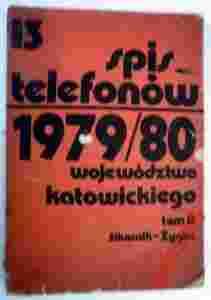 13
spis
telefonów
1979/80
województwa
katowickiego
tom II